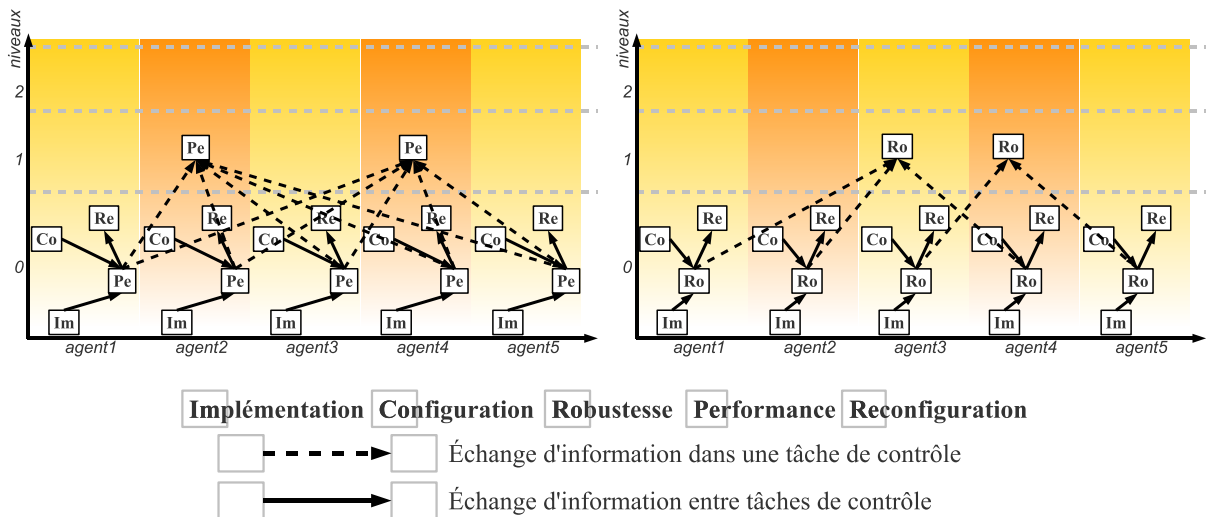 niveaux
2
1
0
Pe
Pe
Re
Re
Re
Re
Re
Co
Co
Co
Co
Co
Pe
Pe
Pe
Pe
Pe
Im
Im
Im
Im
Im
agent1
agent2
agent3
agent4
agent5
niveaux
2
1
0
Ro
Ro
Re
Re
Re
Re
Re
Co
Co
Co
Co
Co
Ro
Ro
Ro
Ro
Ro
Im
Im
Im
Im
Im
agent1
agent2
agent3
agent4
agent5
Implémentation Configuration Robustesse Performance Reconfiguration
Échange d'information dans une tâche de contrôle
Échange d'information entre tâches de contrôle